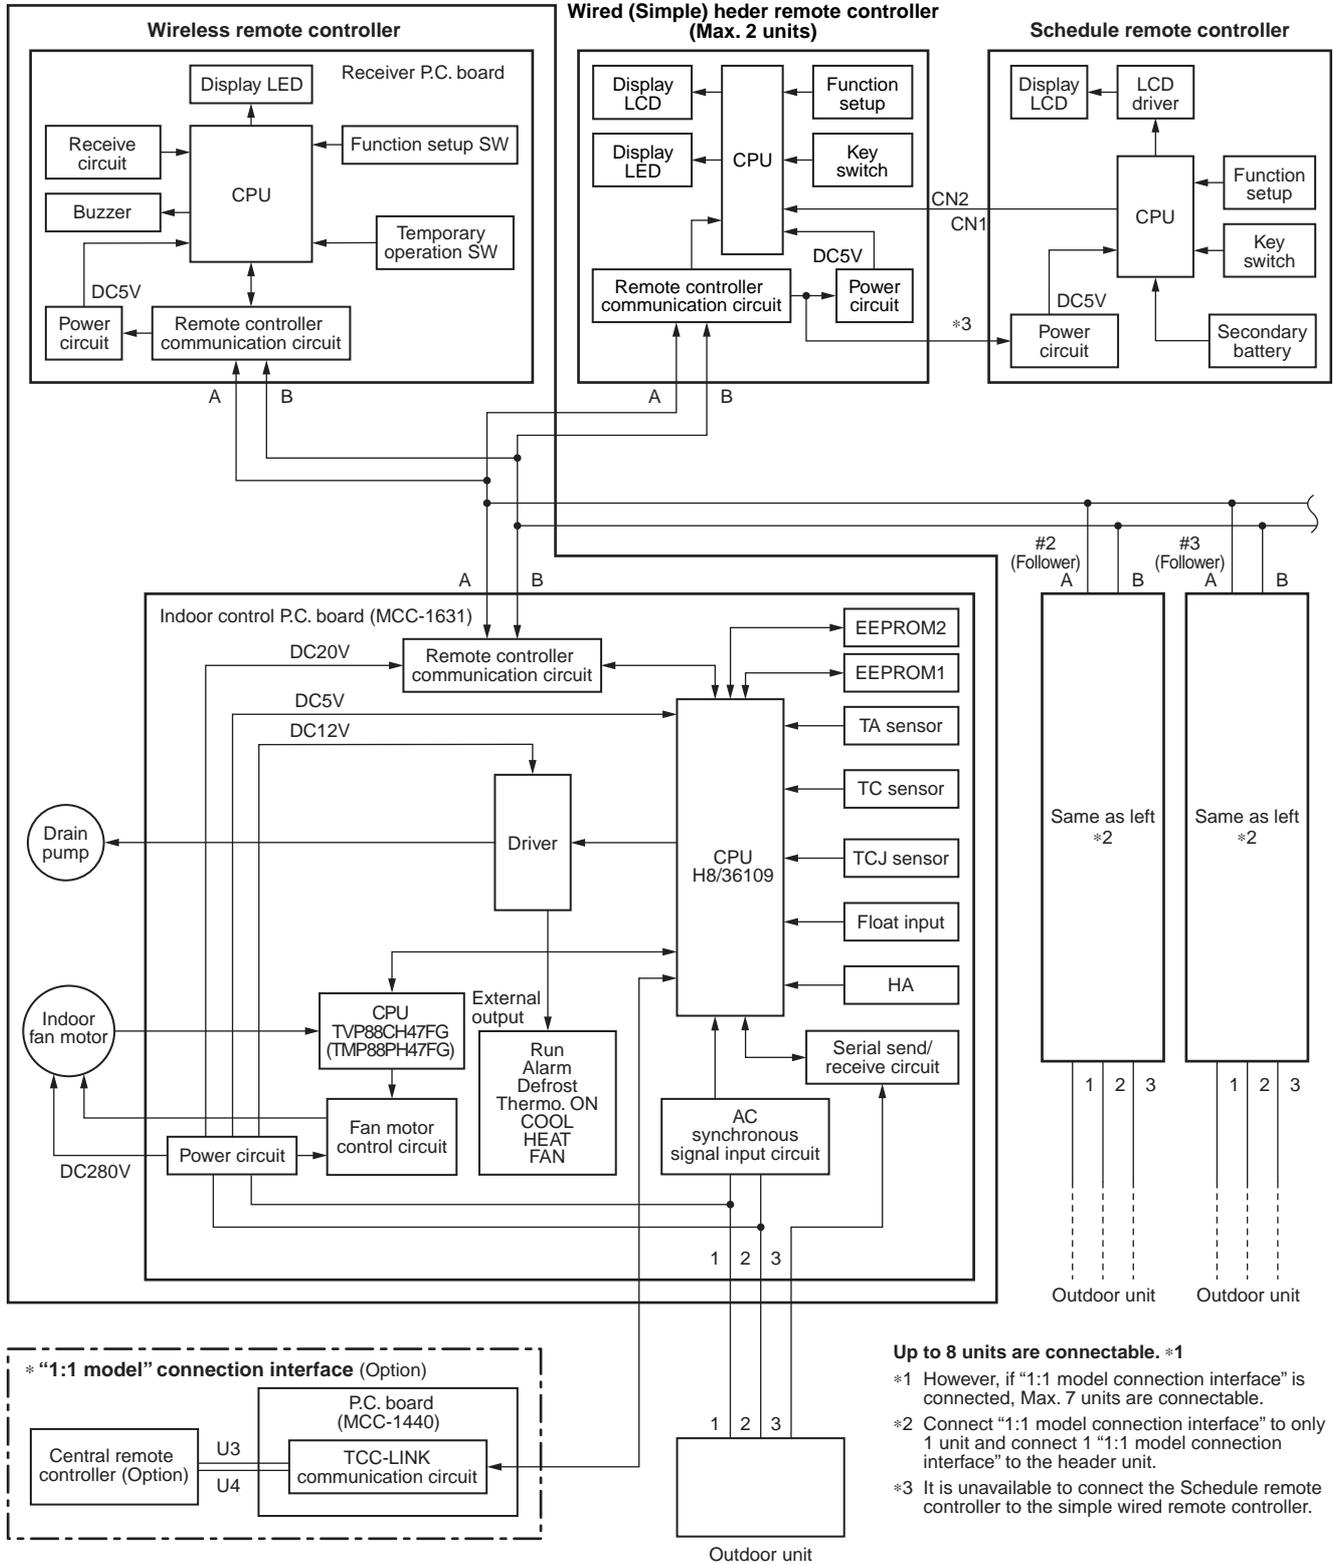 Wireless remote controller
Receiver P.C. board
Display LED
Receive
circuit
Function setup SW
CPU
Buzzer
Temporary
operation SW
DC5V
Power
circuit
Remote controller
communication circuit
A
B
Wired (Simple) heder remote controller
(Max. 2 units)
Display
LCD
Function
setup
Display
LED
CPU
Key
switch
DC5V
Remote controller
communication circuit
Power
circuit
A
B
CN2
CN1
∗3
Schedule remote controller
Display
LCD
LCD
driver
Function
setup
CPU
Key
switch
DC5V
Power
circuit
Secondary
battery
#2
(Follower)
A
B
#3
(Follower)
A
B
A
B
Indoor control P.C. board (MCC-1631)
DC20V
Remote controller
communication circuit
DC5V
DC12V
EEPROM2
EEPROM1
TA sensor
TC sensor
TCJ sensor
Float input
HA
CPU
H8/36109
Driver
Drain
pump
Same as left
∗2
Same as left
∗2
Indoor
fan motor
CPU
TVP88CH47FG
(TMP88PH47FG)
External
output
Run
Alarm
Defrost
Thermo. ON
COOL
HEAT
FAN
Serial send/
receive circuit
AC
synchronous
signal input circuit
Fan motor
control circuit
Power circuit
DC280V
1
2
3
1
2
3
1
2
3
Outdoor unit
Outdoor unit
∗ “1:1 model” connection interface (Option)
P.C. board
(MCC-1440)
Central remote
controller (Option)
U3
U4
TCC-LINK
communication circuit
1
2
3
Outdoor unit
Up to 8 units are connectable. ∗1
∗1 However, if “1:1 model connection interface” is
connected, Max. 7 units are connectable.
∗2 Connect “1:1 model connection interface” to only
1 unit and connect 1 “1:1 model connection
interface” to the header unit.
∗3 It is unavailable to connect the Schedule remote
controller to the simple wired remote controller.